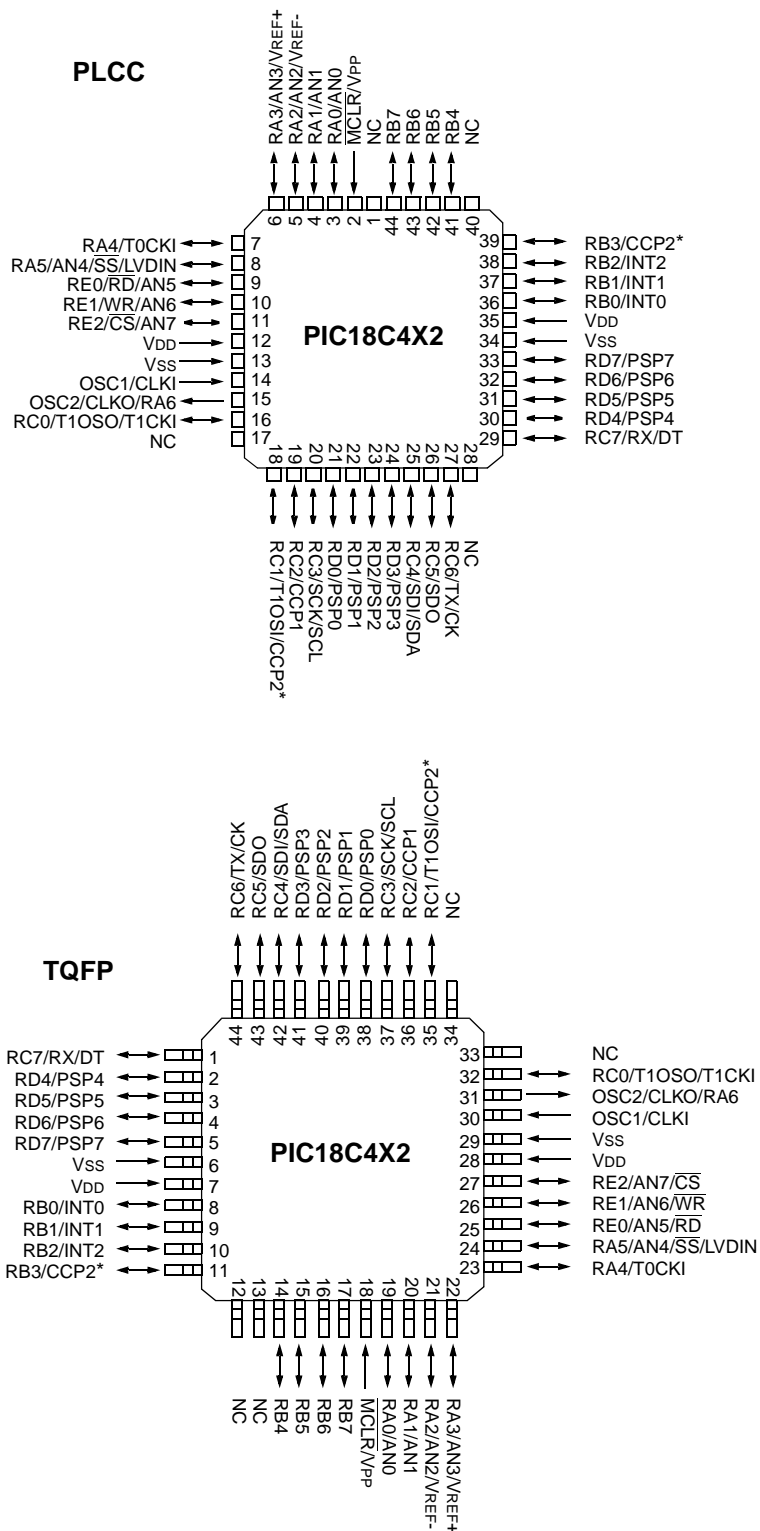 PLCC
RA3/AN3/VREF+
RA2/AN2/VREF-
RA1/AN1
RA0/AN0
MCLR/VPP
NC
RB7
RB6
RB5
RB4
NC
6 5 4 3 2 1 44 43 42 41 40
RA4/T0CKI 7
RA5/AN4/SS/LVDIN 8
RE0/RD/AN5 9
RE1/WR/AN6 10
RE2/CS/AN7 11
VDD 12
VSS 13
OSC1/CLKI 14
OSC2/CLKO/RA6 15
RC0/T1OSO/T1CKI 16
NC 17
PIC18C4X2
39 RB3/CCP2*
38 RB2/INT2
37 RB1/INT1
36 RB0/INT0
35 VDD
34 VSS
33 RD7/PSP7
32 RD6/PSP6
31 RD5/PSP5
30 RD4/PSP4
29 RC7/RX/DT
18 19 20 21 22 23 24 25 26 27 28
RC1/T1OSI/CCP2*
RC2/CCP1
RC3/SCK/SCL
RD0/PSP0
RD1/PSP1
RD2/PSP2
RD3/PSP3
RC4/SDI/SDA
RC5/SDO
RC6/TX/CK
NC
TQFP
RC6/TX/CK
RC5/SDO
RC4/SDI/SDA
RD3/PSP3
RD2/PSP2
RD1/PSP1
RD0/PSP0
RC3/SCK/SCL
RC2/CCP1
RC1/T1OSI/CCP2*
NC
44 43 42 41 40 39 38 37 36 35 34
RC7/RX/DT 1
RD4/PSP4 2
RD5/PSP5 3
RD6/PSP6 4
RD7/PSP7 5
VSS 6
VDD 7
RB0/INT0 8
RB1/INT1 9
RB2/INT2 10
RB3/CCP2* 11
PIC18C4X2
33 NC
32 RC0/T1OSO/T1CKI
31 OSC2/CLKO/RA6
30 OSC1/CLKI
29 VSS
28 VDD
27 RE2/AN7/CS
26 RE1/AN6/WR
25 RE0/AN5/RD
24 RA5/AN4/SS/LVDIN
23 RA4/T0CKI
12 13 14 15 16 17 18 19 20 21 22
NC
NC
RB4
RB5
RB6
RB7
MCLR/VPP
RA0/AN0
RA1/AN1
RA2/AN2/VREF-
RA3/AN3/VREF+